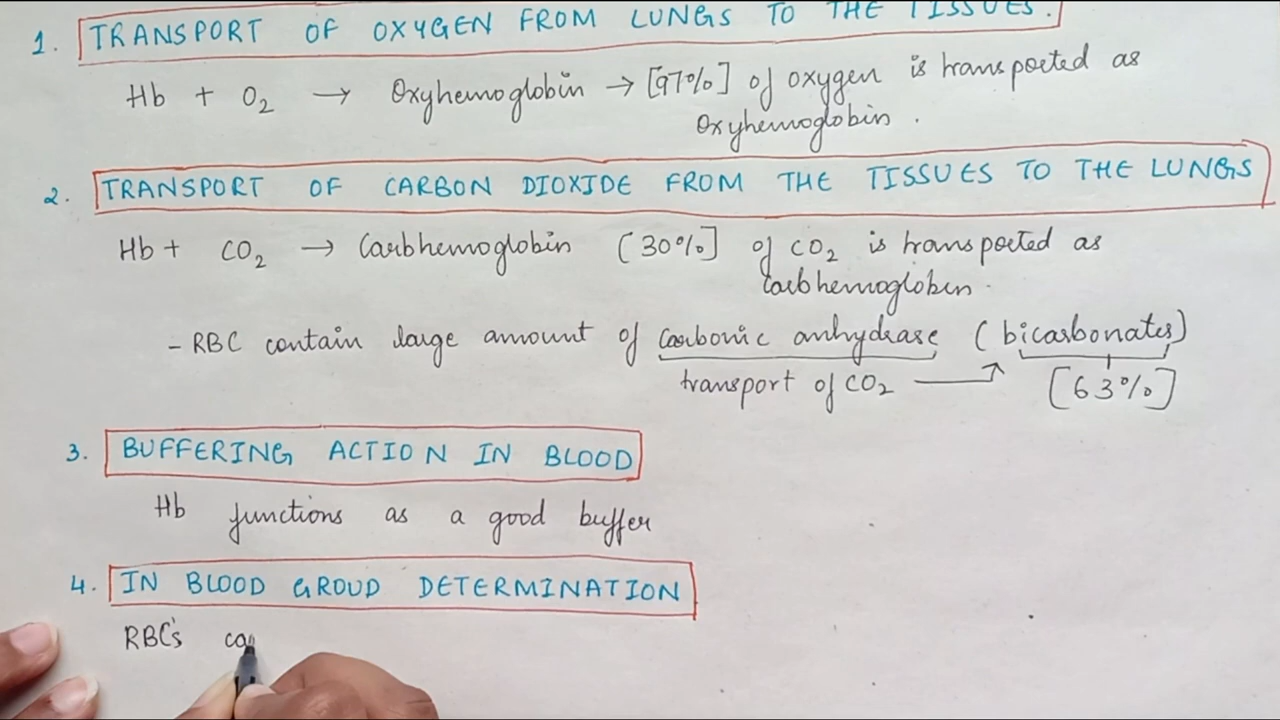 1. TRANSPORT OF OXYGEN FROM LUNGS TO THE TISSUES.
Hb + O₂ → Oxyhemoglobin → [97%] of oxygen is transported as
Oxyhemoglobin.
2. TRANSPORT OF CARBON DIOXIDE FROM THE TISSUES TO THE LUNGS
Hb + CO₂ → Carbhemoglobin [30%] of CO₂ is transported as
Carbhemoglobin.
- RBC contain large amount of Carbonic anhydrase (bicarbonates)
transport of CO₂ → [63%]
3. BUFFERING ACTION IN BLOOD
Hb functions as a good buffer
4. IN BLOOD GROUD DETERMINATION
RBC's ca